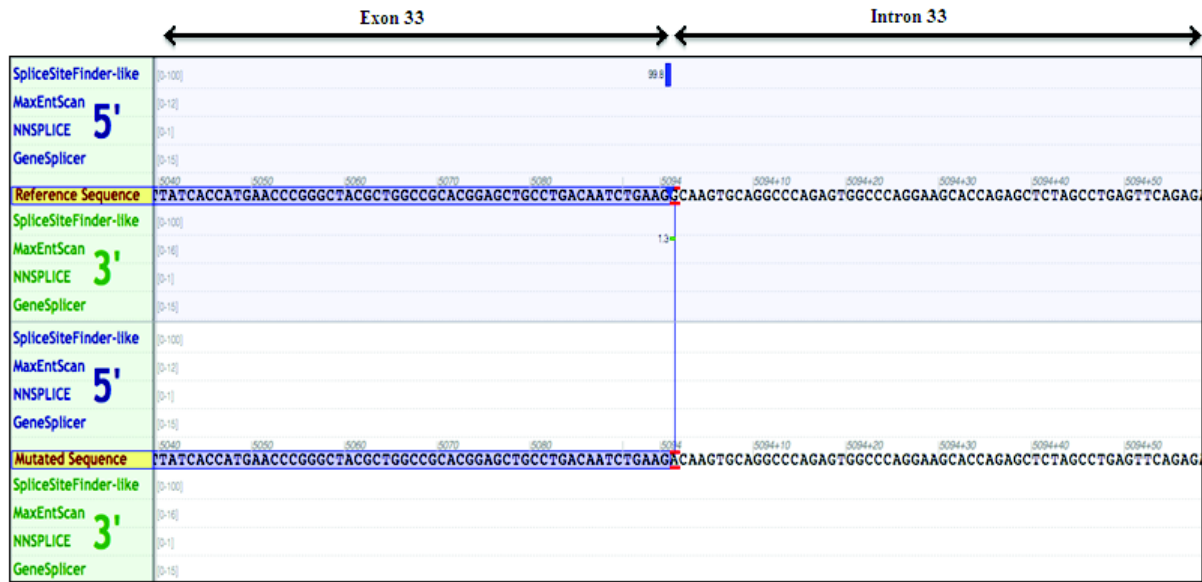 Exon 33 Intron 33
SpliceSiteFinder-like [0-100] 99.8
MaxEntScan [0-12]
5'
NNSPLICE [0-1]
GeneSplicer [0-15]
5040 5050 5060 5070 5080 5094 5094+10 5094+20 5094+30 5094+40 5094+50
Reference Sequence TTATCACCATGAACCCGGGCTACGCTGGCCGCACGGAGCTGCCTGACAATCTGAAGGCAAGTGCAGGCCCAGAGTGGCCCAGGAAGCACCAGAGCTCTAGCCTGAGTTCAGAGA
SpliceSiteFinder-like [0-100]
1.3
MaxEntScan [0-16]
3'
NNSPLICE [0-1]
GeneSplicer [0-15]
SpliceSiteFinder-like [0-100]
MaxEntScan [0-12]
5'
NNSPLICE [0-1]
GeneSplicer [0-15]
5040 5050 5060 5070 5080 5094 5094+10 5094+20 5094+30 5094+40 5094+50
Mutated Sequence TTATCACCATGAACCCGGGCTACGCTGGCCGCACGGAGCTGCCTGACAATCTGAAGACAAGTGCAGGCCCAGAGTGGCCCAGGAAGCACCAGAGCTCTAGCCTGAGTTCAGAGA
SpliceSiteFinder-like [0-100]
MaxEntScan [0-16]
3'
NNSPLICE [0-1]
GeneSplicer [0-15]